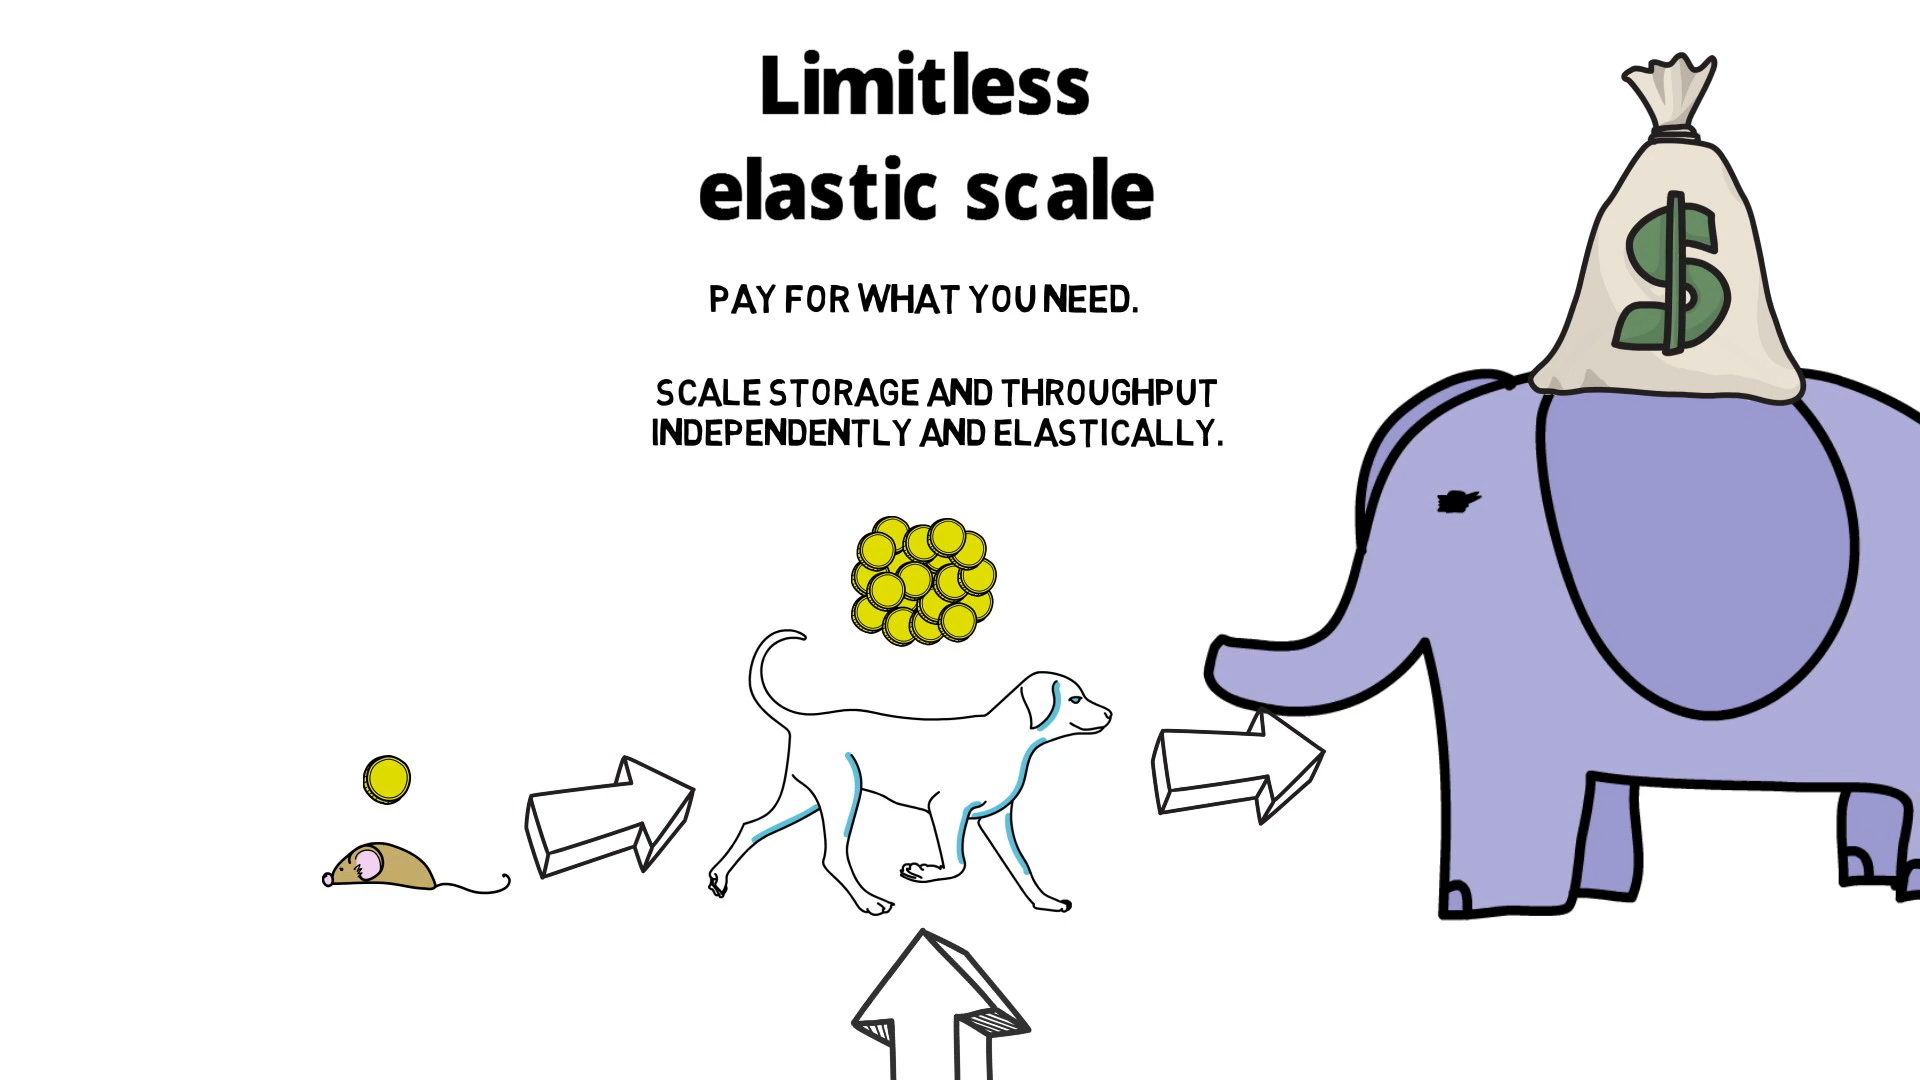 Limitless
elastic scale
PAY FOR WHAT YOU NEED.
SCALE STORAGE AND THROUGHPUT
INDEPENDENTLY AND ELASTICALLY.
$